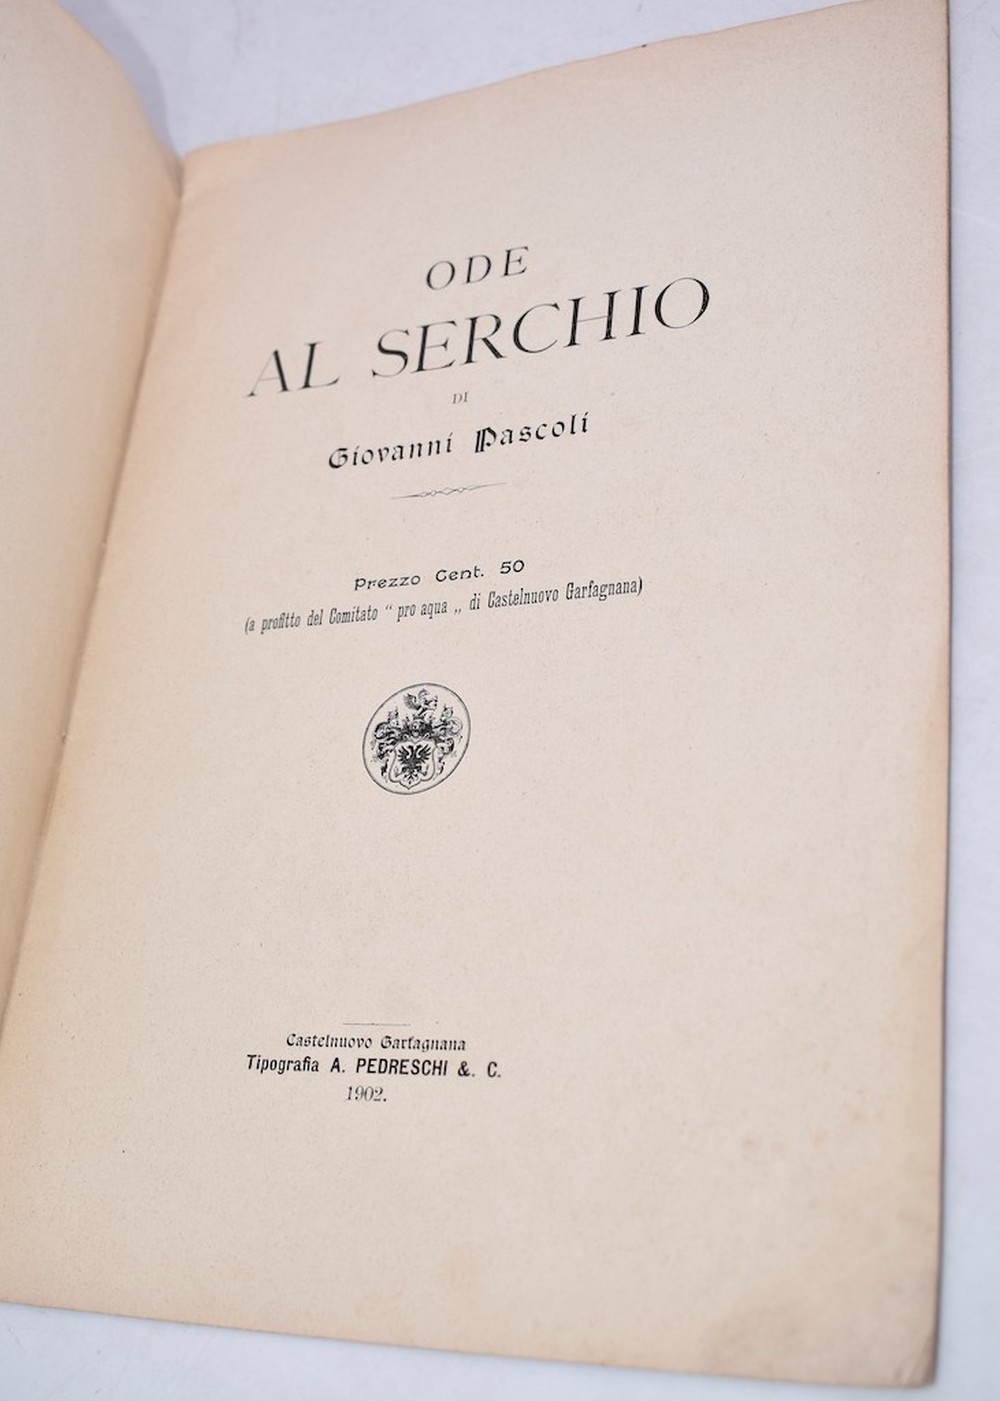 ODE
AL SERCHIO
DI
Giovanni Pascoli
Prezzo Cent. 50
(a profitto del Comitato “ pro aqua „ di Castelnuovo Garfagnana)
Castelnuovo Garfagnana
Tipografia A. PEDRESCHI &. C.
1902.